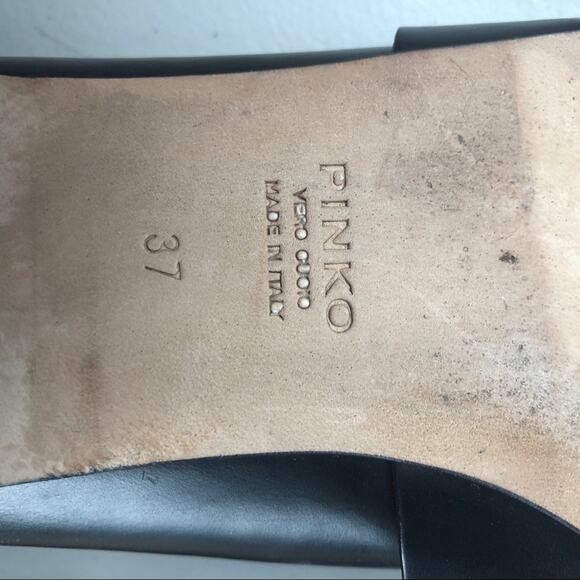 PINKO
VERO CUOIO
MADE IN ITALY
37